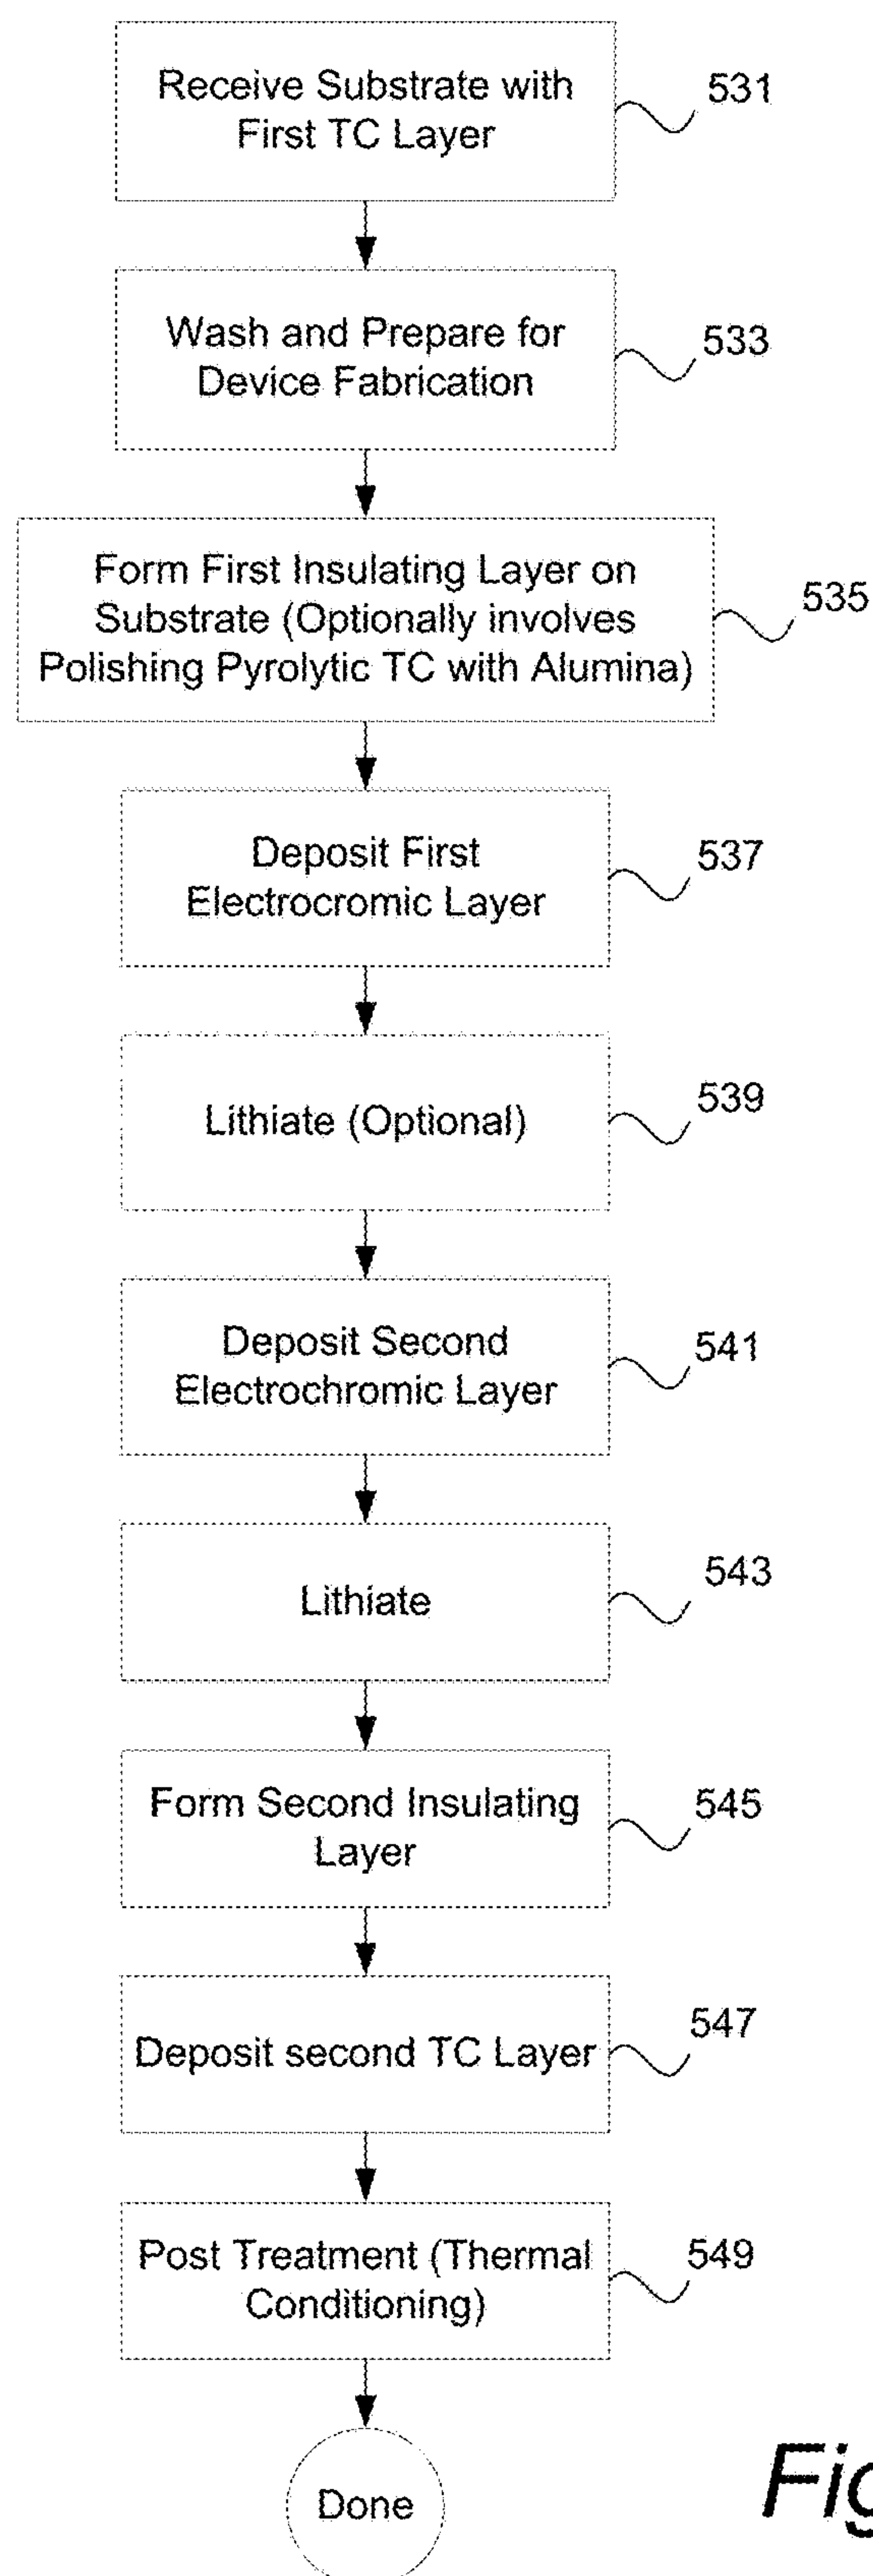 Receive Substrate with
First TC Layer
531
Wash and Prepare for
Device Fabrication
533
Form First Insulating Layer on
Substrate (Optionally involves
Polishing Pyrolytic TC with Alumina)
535
Deposit First
Electrocromic Layer
537
Lithiate (Optional)
539
Deposit Second
Electrochromic Layer
541
Lithiate
543
Form Second Insulating
Layer
545
Deposit second TC Layer
547
Post Treatment (Thermal
Conditioning)
549
Done
Fig